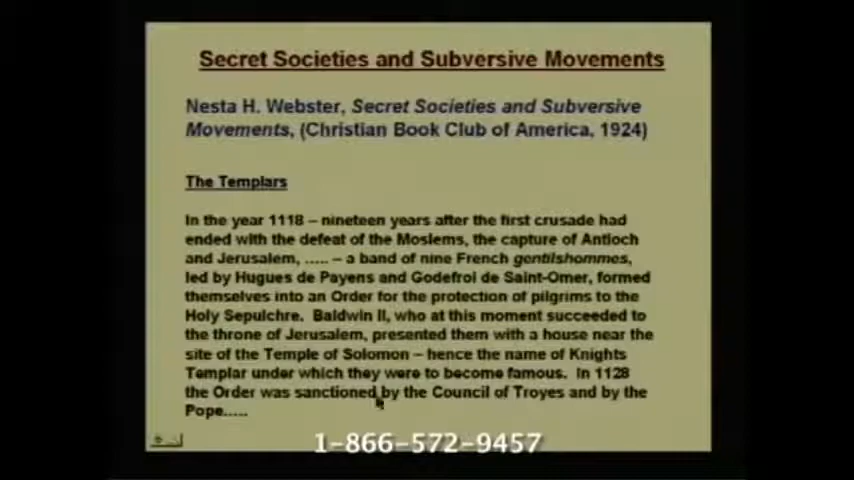 Secret Societies and Subversive Movements
Nesta H. Webster, Secret Societies and Subversive
Movements, (Christian Book Club of America, 1924)
The Templars
In the year 1118 – nineteen years after the first crusade had
ended with the defeat of the Moslems, the capture of Antioch
and Jerusalem, ..... – a band of nine French gentilshommes,
led by Hugues de Payens and Godefroi de Saint-Omer, formed
themselves into an Order for the protection of pilgrims to the
Holy Sepulchre. Baldwin II, who at this moment succeeded to
the throne of Jerusalem, presented them with a house near the
site of the Temple of Solomon – hence the name of Knights
Templar under which they were to become famous. In 1128
the Order was sanctioned by the Council of Troyes and by the
Pope.....
1-866-572-9457